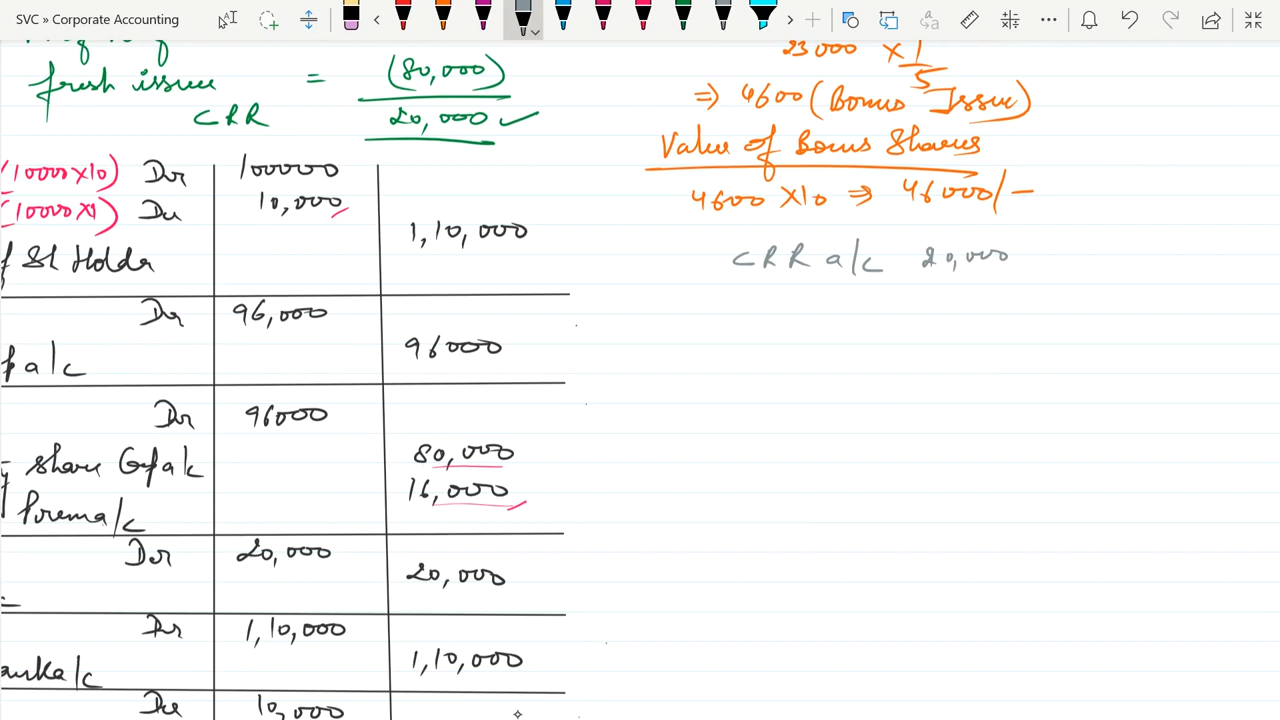 SVC » Corporate Accounting
fresh issue = (80,000)
CRR 20,000
(10000X10) Dr 100000
(10000X1) Dr 10,000
1,10,000
f Sh Holdr
Dr 96,000
96000
a/c
Dr 96000
80,000
share a/c
16,000
Prem a/c
Dr 20,000
20,000
Dr 1,10,000
1,10,000
ank a/c
Dr 10,000
23000 X 1/5
⇒ 4600 (Bonus Issue)
Value of Bonus Shares
4600 X10 ⇒ 46000/-
CRR a/c 20,000